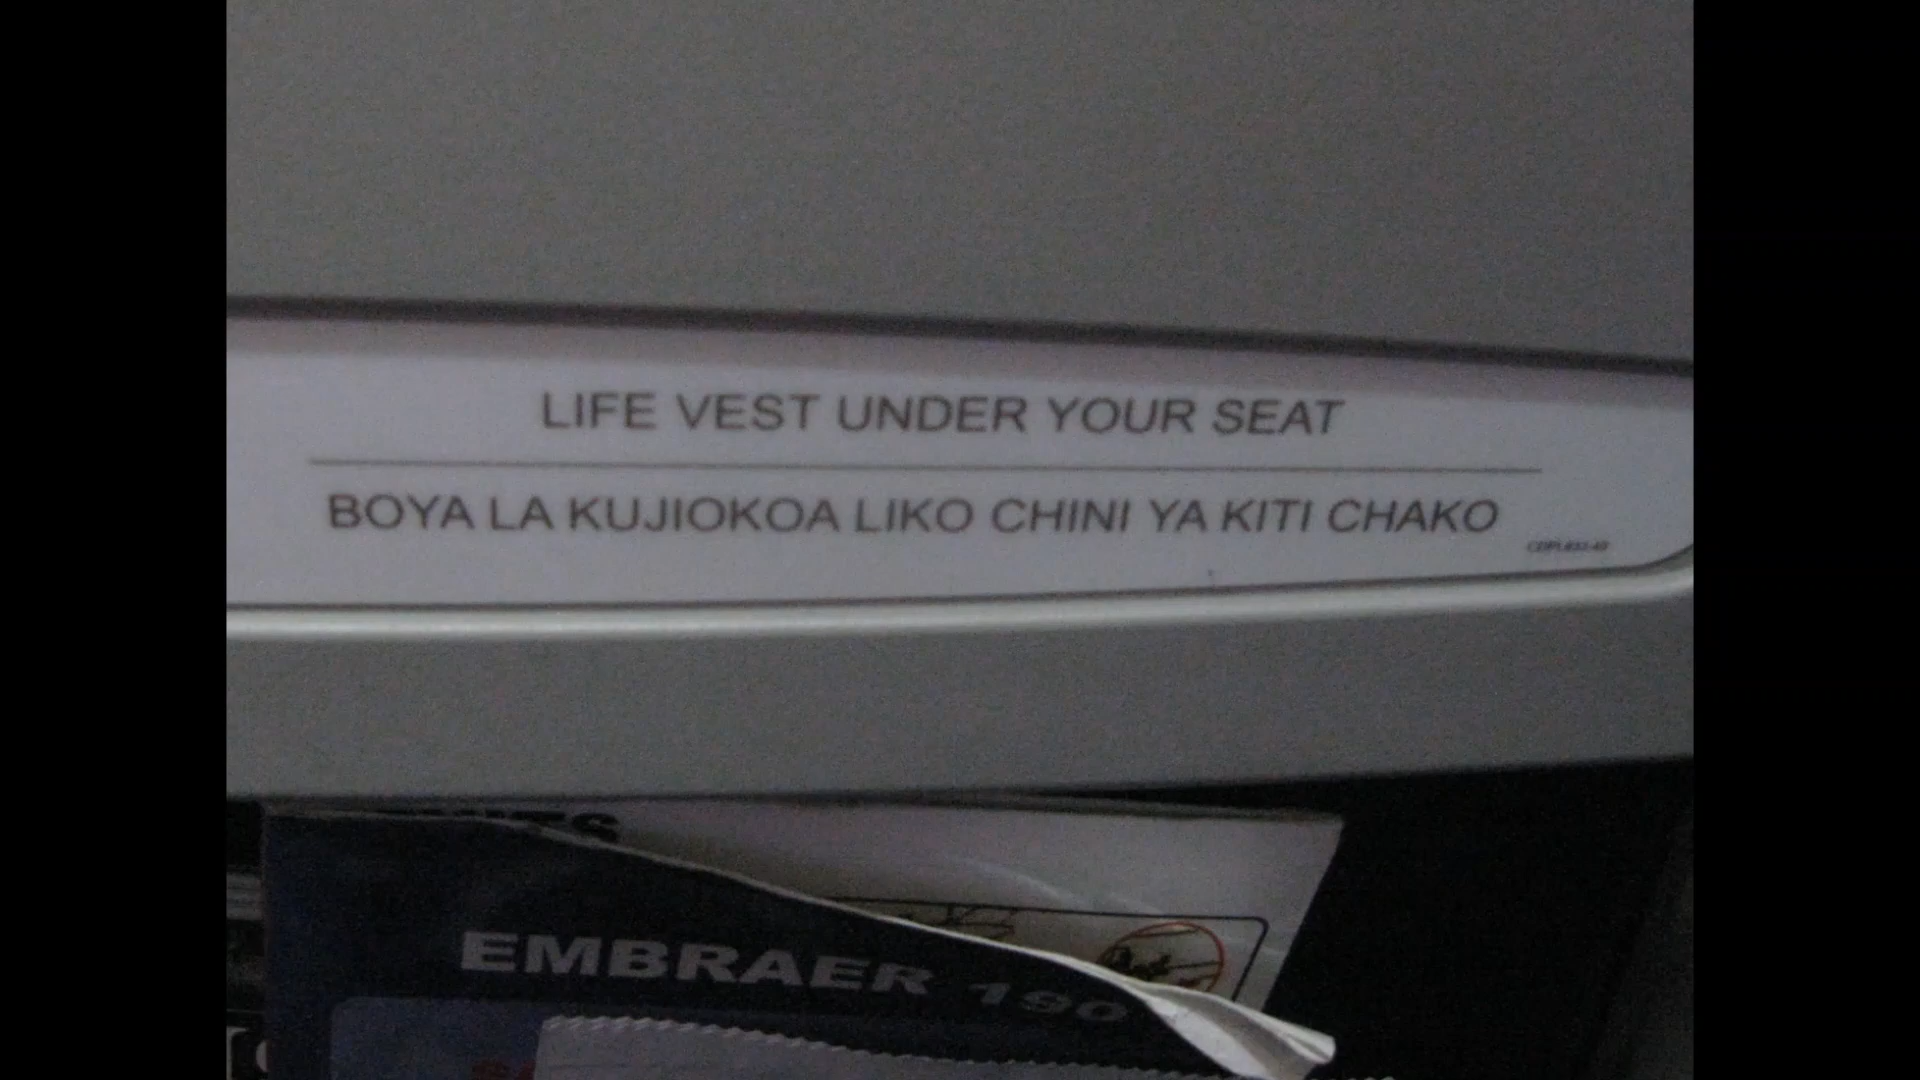 LIFE VEST UNDER YOUR SEAT
BOYA LA KUJIOKOA LIKO CHINI YA KITI CHAKO
EMBRAER 190